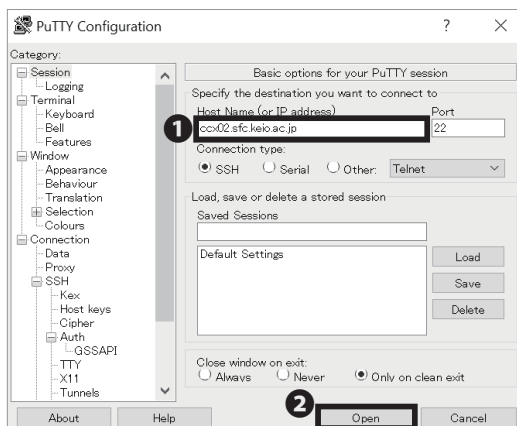 PuTTY Configuration ? ×
Category:
Session
Logging
Terminal
Keyboard
Bell
Features
Window
Appearance
Behaviour
Translation
Selection
Colours
Connection
Data
Proxy
SSH
Kex
Host keys
Cipher
Auth
GSSAPI
TTY
X11
Tunnels
Basic options for your PuTTY session
Specify the destination you want to connect to
Host Name (or IP address) Port
❶ ccx02.sfc.keio.ac.jp 22
Connection type:
SSH Serial Other: Telnet
Load, save or delete a stored session
Saved Sessions
Default Settings
Load
Save
Delete
Close window on exit:
Always Never Only on clean exit
About Help ❷ Open Cancel